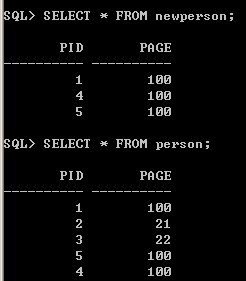 SQL> SELECT * FROM newperson;
PID PAGE
---------- ----------
1 100
4 100
5 100
SQL> SELECT * FROM person;
PID PAGE
---------- ----------
1 100
2 21
3 22
5 100
4 100